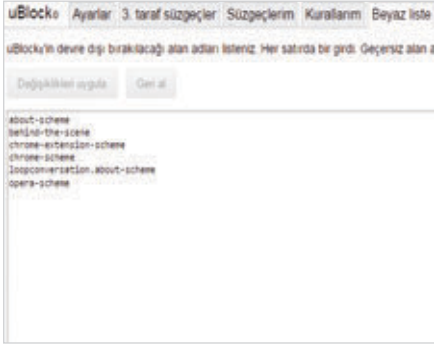 uBlock₀ Ayarlar 3. taraf süzgeçler Süzgeçlerim Kurallarım Beyaz liste
uBlock₀'in devre dışı bırakılacağı alan adları listeniz. Her satırda bir girdi. Geçersiz alan a
Değişiklikleri uygula Geri al
about-scheme
behind-the-scene
chrome-extension-scheme
chrome-scheme
loopconversation.about-scheme
opera-scheme